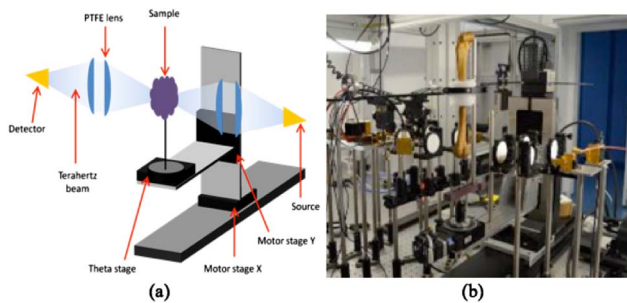 PTFE lens
Sample
Detector
Terahertz
beam
Source
Theta stage
Motor stage X
Motor stage Y
(a)
(b)